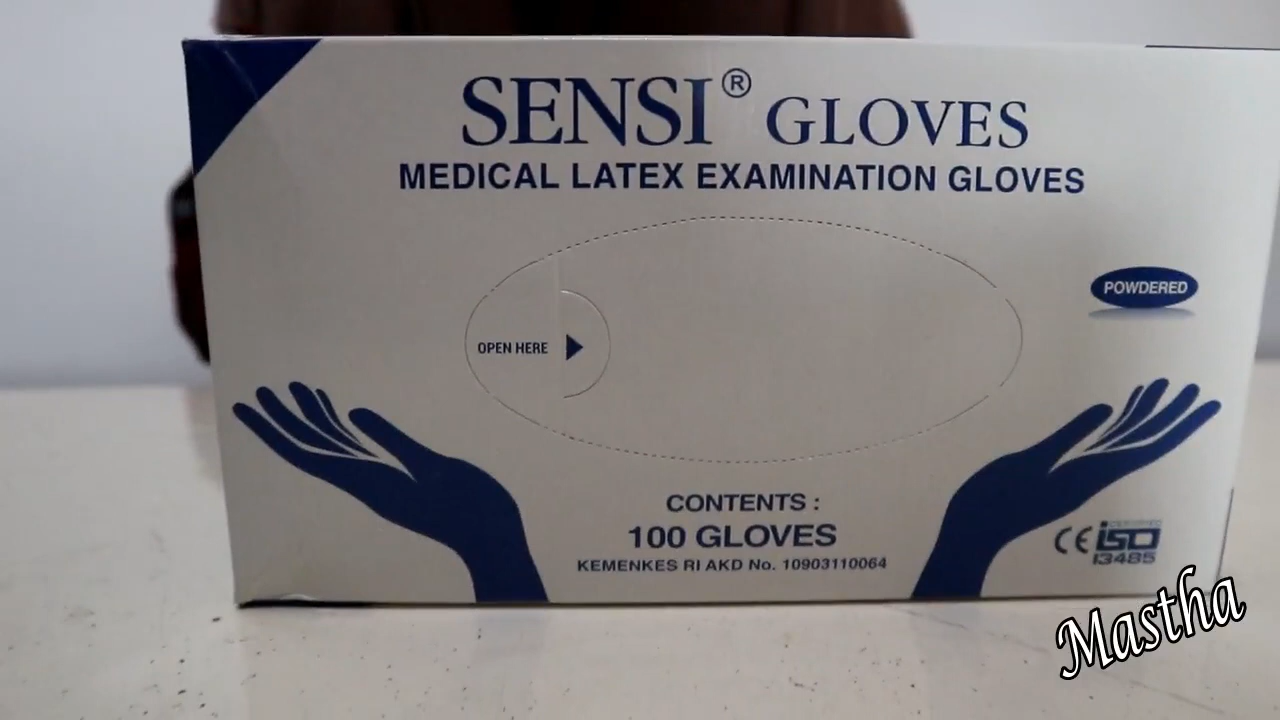 SENSI® GLOVES
MEDICAL LATEX EXAMINATION GLOVES
POWDERED
OPEN HERE
CONTENTS :
100 GLOVES
KEMENKES RI AKD No. 10903110064
CE
CERTIFIED
ISO
13485
Mastha